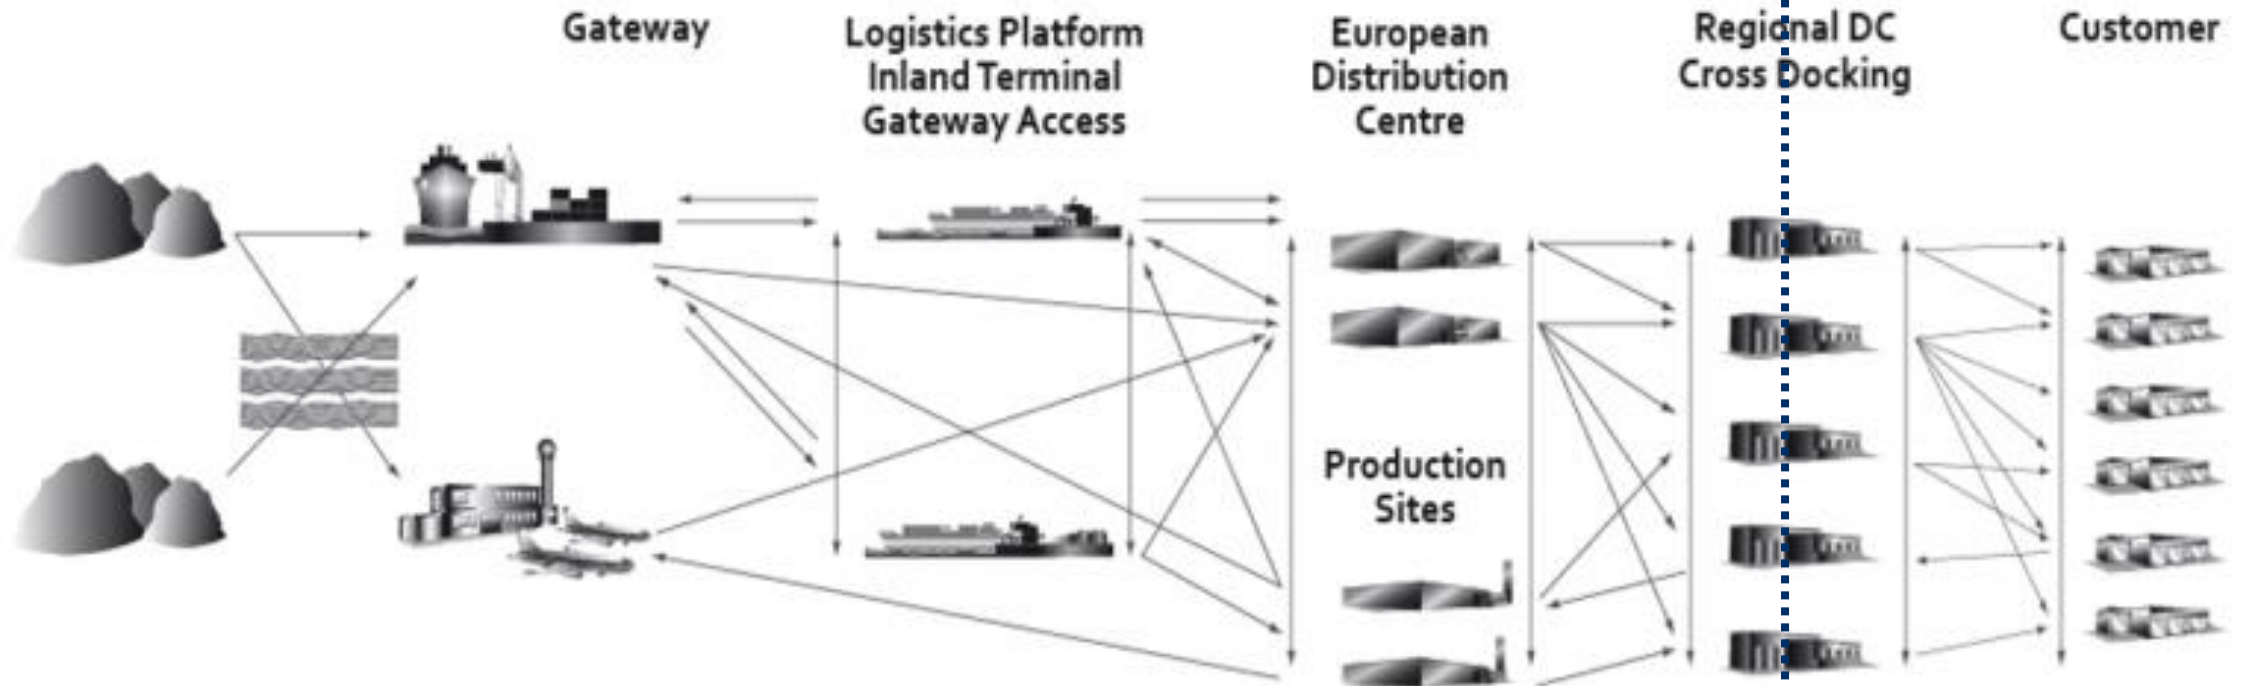 Gateway
Logistics Platform
Inland Terminal
Gateway Access
European
Distribution
Centre
Regional DC
Cross Docking
Customer
Production
Sites